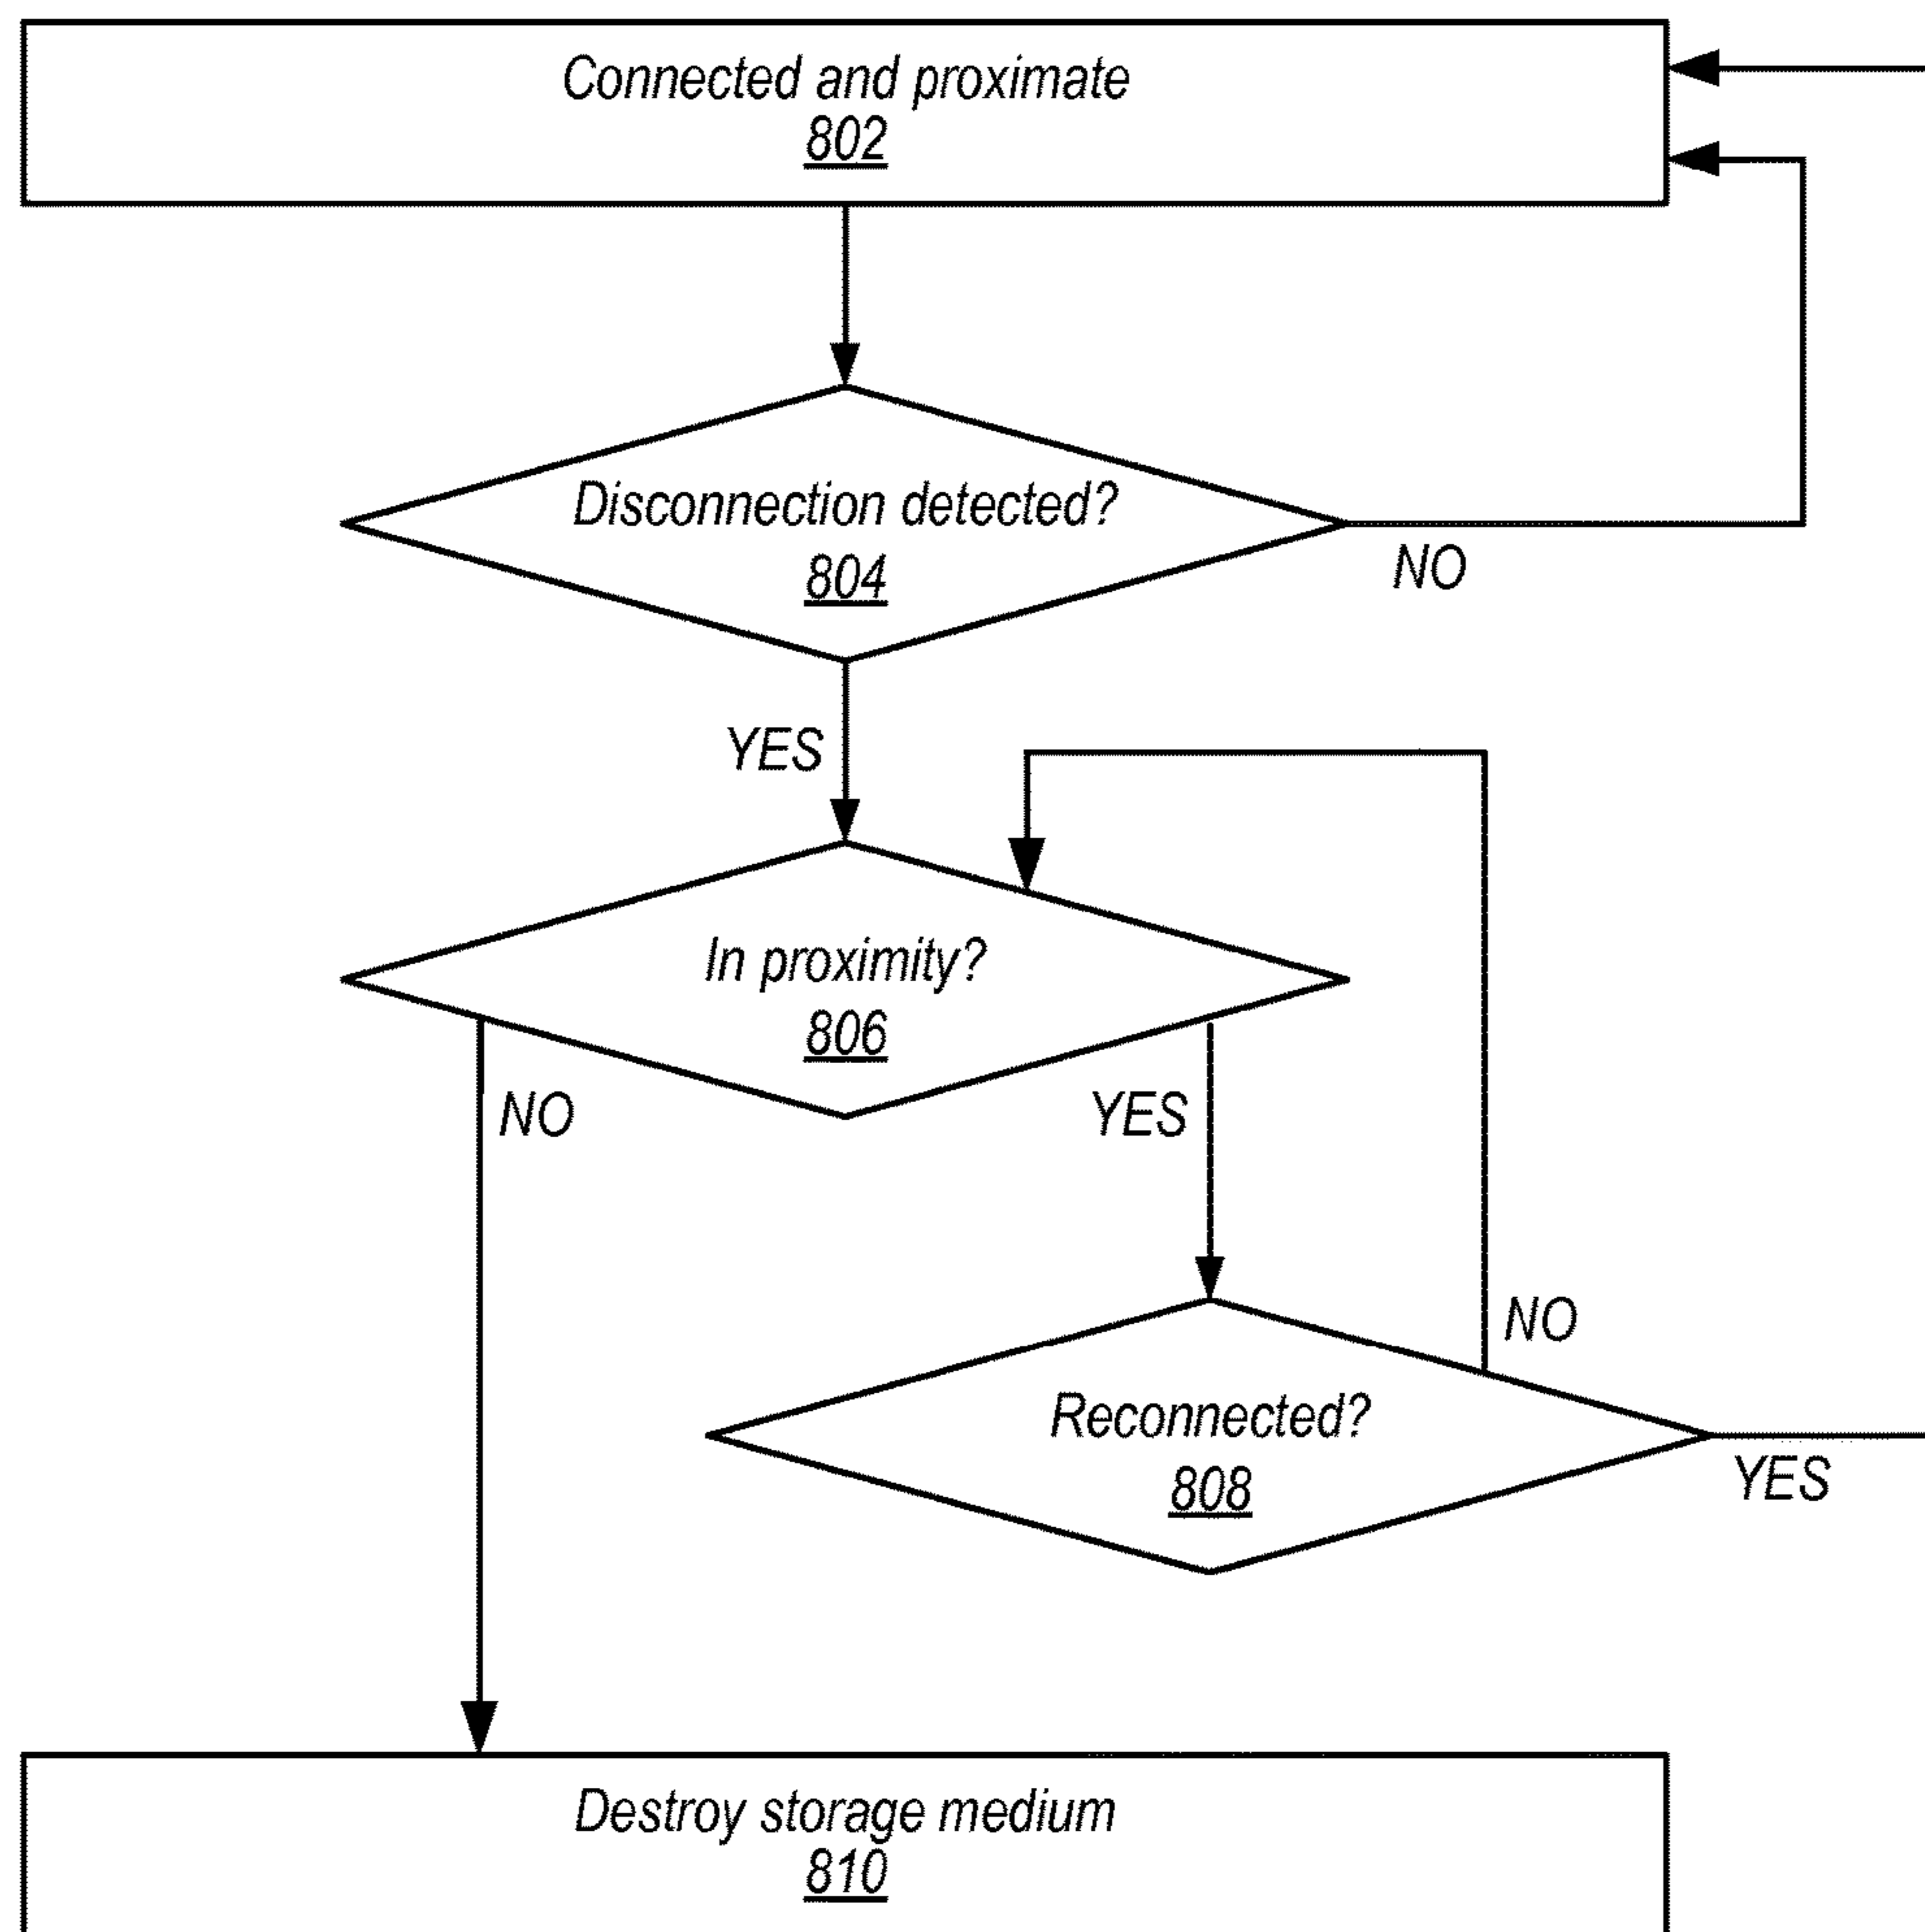 Connected and proximate
802
Disconnection detected?
804
NO
YES
In proximity?
806
NO
YES
NO
Reconnected?
808
YES
Destroy storage medium
810